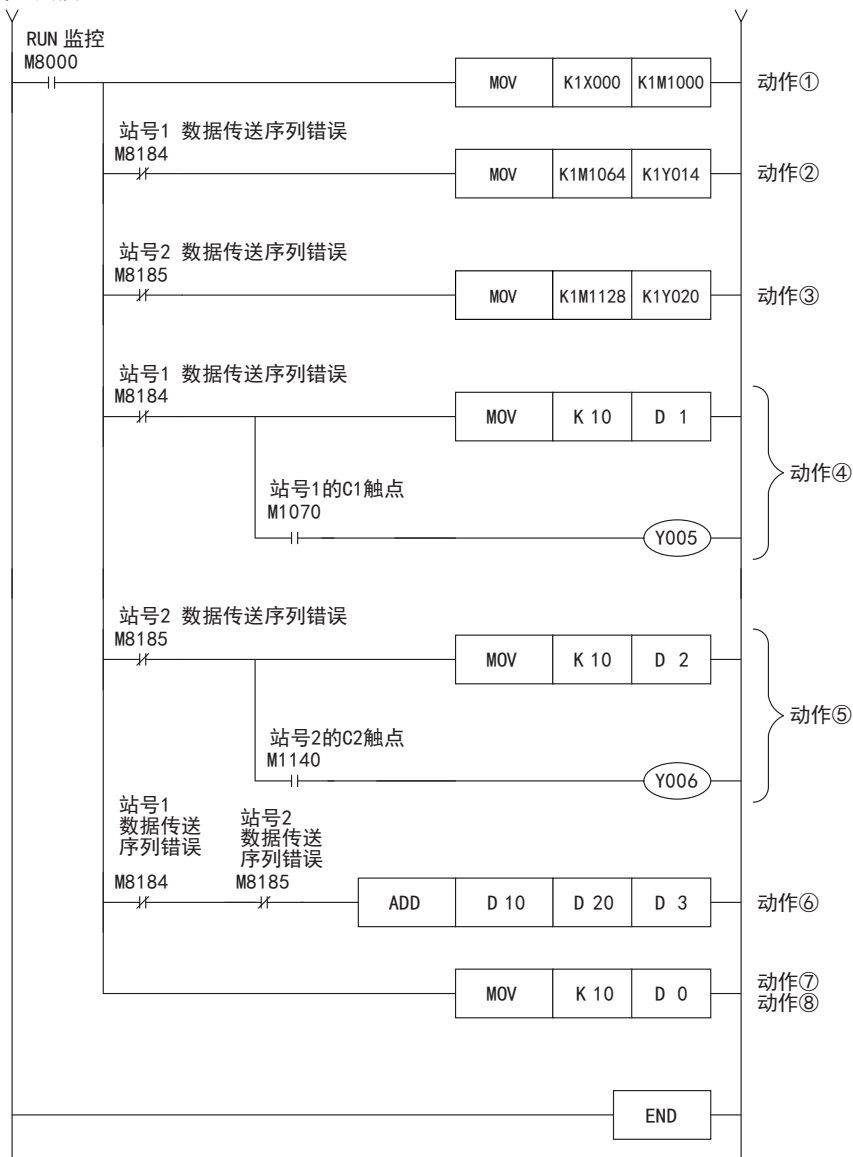 RUN 监控
M8000
MOV K1X000 K1M1000 动作①
站号1 数据传送序列错误
M8184
MOV K1M1064 K1Y014 动作②
站号2 数据传送序列错误
M8185
MOV K1M1128 K1Y020 动作③
站号1 数据传送序列错误
M8184
MOV K 10 D 1
动作④
站号1的C1触点
M1070
Y005
站号2 数据传送序列错误
M8185
MOV K 10 D 2
动作⑤
站号2的C2触点
M1140
Y006
站号1
数据传送
序列错误
M8184
站号2
数据传送
序列错误
M8185
ADD D 10 D 20 D 3 动作⑥
MOV K 10 D 0
动作⑦
动作⑧
END